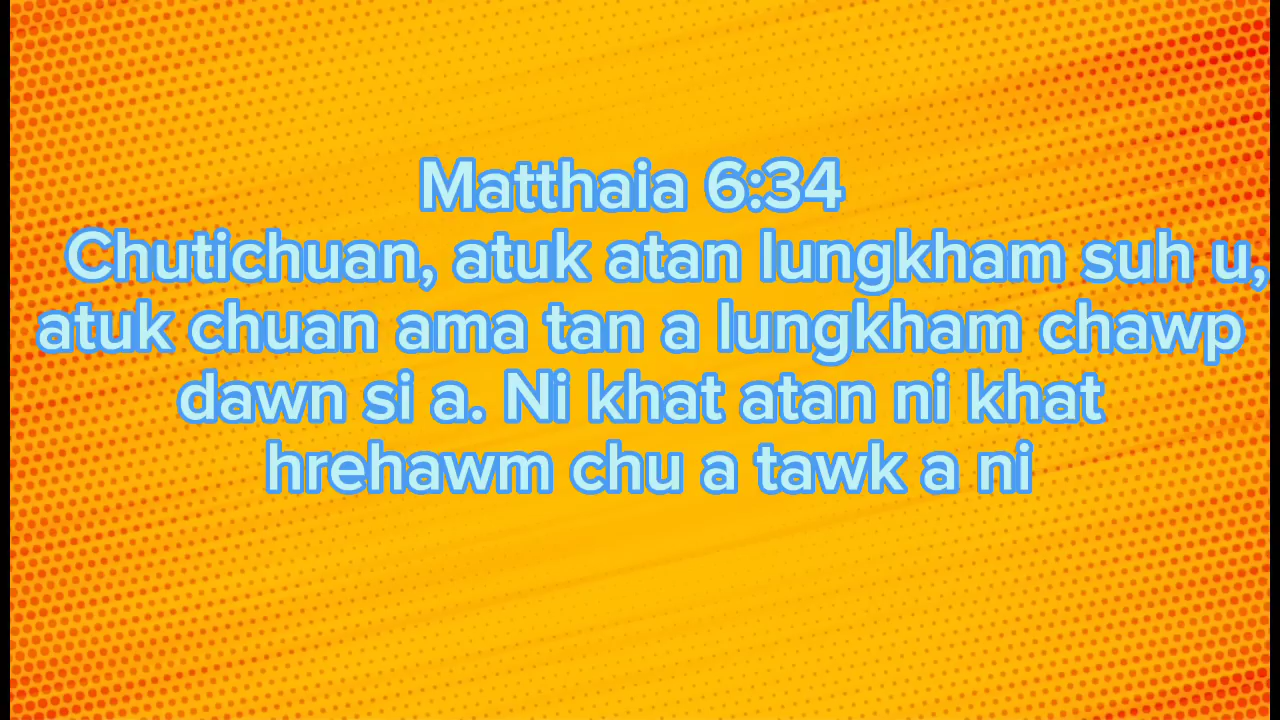 Matthaia 6:34
Chutichuan, atuk atan lungkham suh u,
atuk chuan ama tan a lungkham chawp
dawn si a. Ni khat atan ni khat
hrehawm chu a tawk a ni